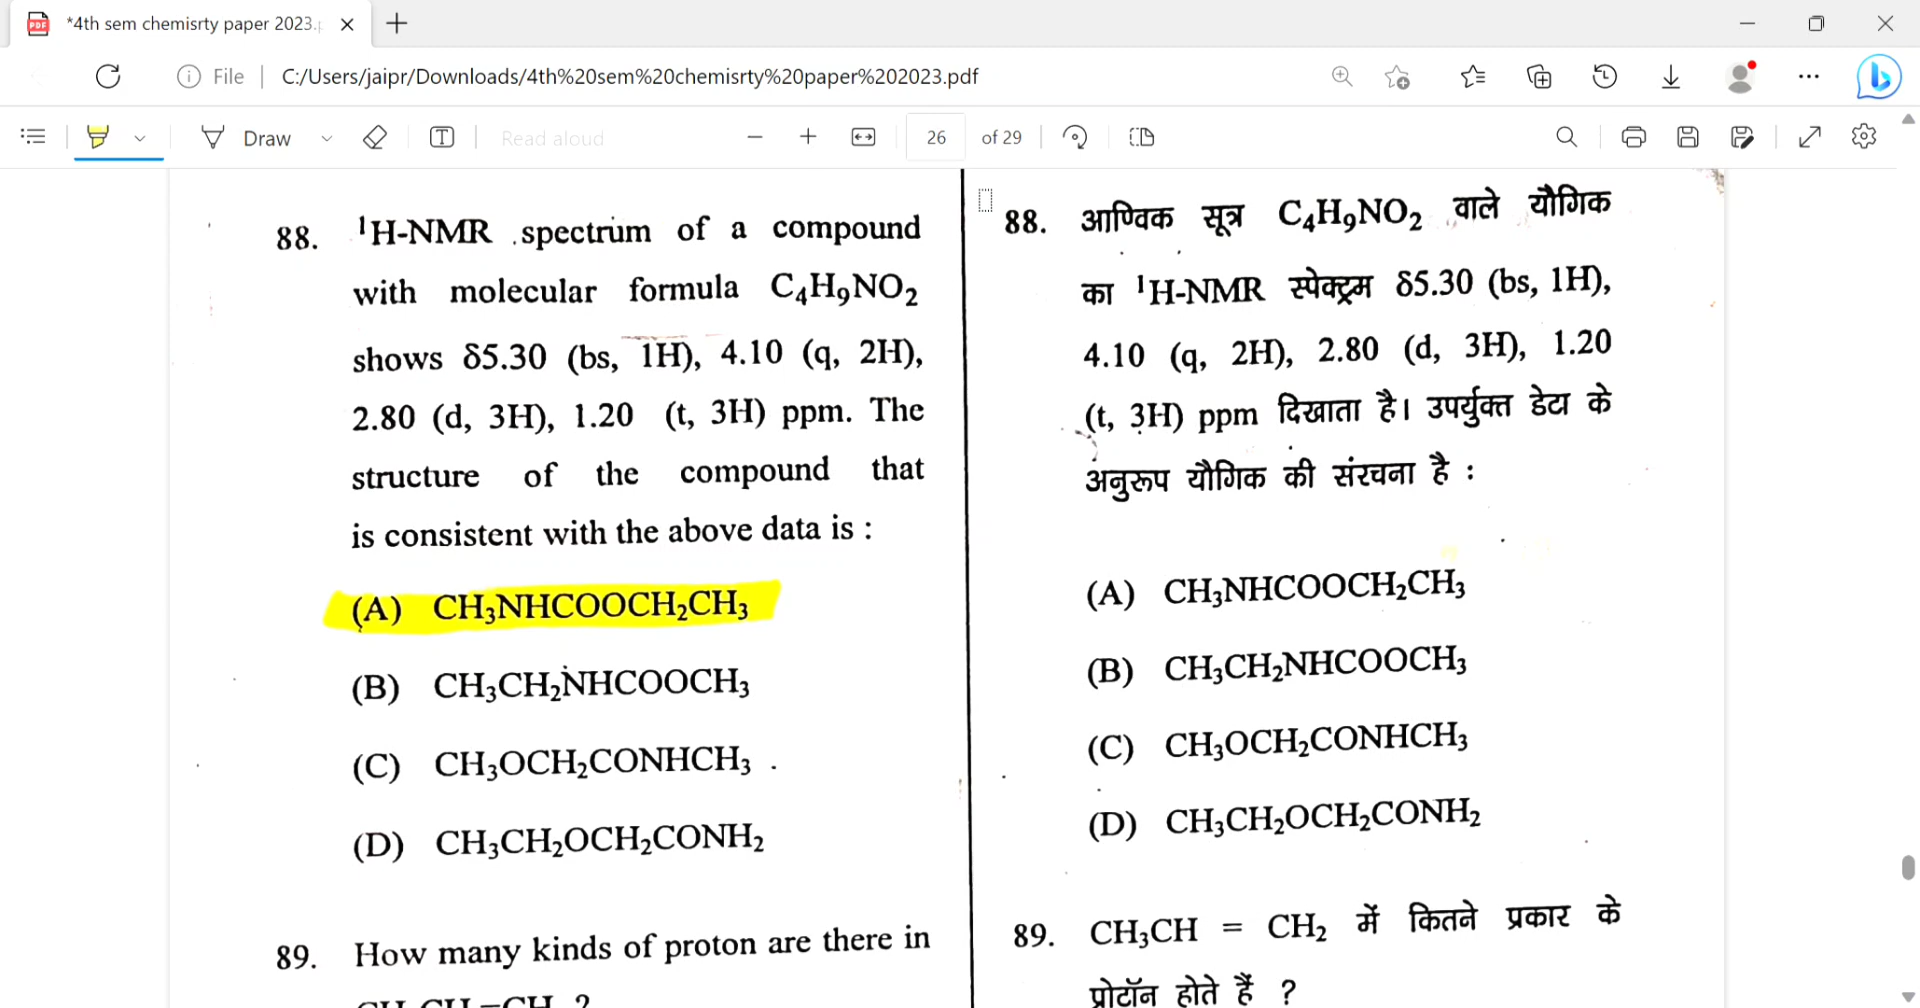 *4th sem chemisrty paper 2023.p
File
C:/Users/jaipr/Downloads/4th%20sem%20chemisrty%20paper%202023.pdf
Draw
Read aloud
26
of 29
88. ¹H-NMR spectrum of a compound
with molecular formula C₄H₉NO₂
shows δ5.30 (bs, 1H), 4.10 (q, 2H),
2.80 (d, 3H), 1.20 (t, 3H) ppm. The
structure of the compound that
is consistent with the above data is :
(A) CH₃NHCOOCH₂CH₃
(B) CH₃CH₂NHCOOCH₃
(C) CH₃OCH₂CONHCH₃
(D) CH₃CH₂OCH₂CONH₂
89. How many kinds of proton are there in
88. आण्विक सूत्र C₄H₉NO₂ वाले यौगिक
का ¹H-NMR स्पेक्ट्रम δ5.30 (bs, 1H),
4.10 (q, 2H), 2.80 (d, 3H), 1.20
(t, 3H) ppm दिखाता है। उपर्युक्त डेटा के
अनुरूप यौगिक की संरचना है :
(A) CH₃NHCOOCH₂CH₃
(B) CH₃CH₂NHCOOCH₃
(C) CH₃OCH₂CONHCH₃
(D) CH₃CH₂OCH₂CONH₂
89. CH₃CH = CH₂ में कितने प्रकार के
प्रोटॉन होते हैं ?